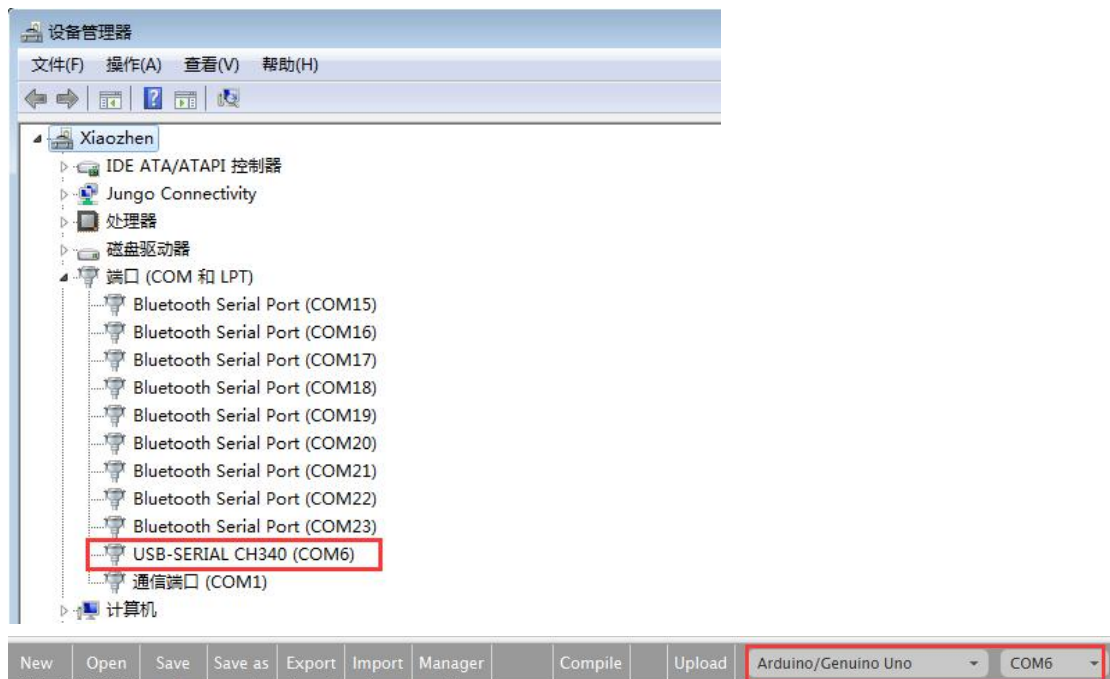 设备管理器
文件(F) 操作(A) 查看(V) 帮助(H)
Xiaozhen
IDE ATA/ATAPI 控制器
Jungo Connectivity
处理器
磁盘驱动器
端口 (COM 和 LPT)
Bluetooth Serial Port (COM15)
Bluetooth Serial Port (COM16)
Bluetooth Serial Port (COM17)
Bluetooth Serial Port (COM18)
Bluetooth Serial Port (COM19)
Bluetooth Serial Port (COM20)
Bluetooth Serial Port (COM21)
Bluetooth Serial Port (COM22)
Bluetooth Serial Port (COM23)
USB-SERIAL CH340 (COM6)
通信端口 (COM1)
计算机
New Open Save Save as Export Import Manager Compile Upload Arduino/Genuino Uno COM6